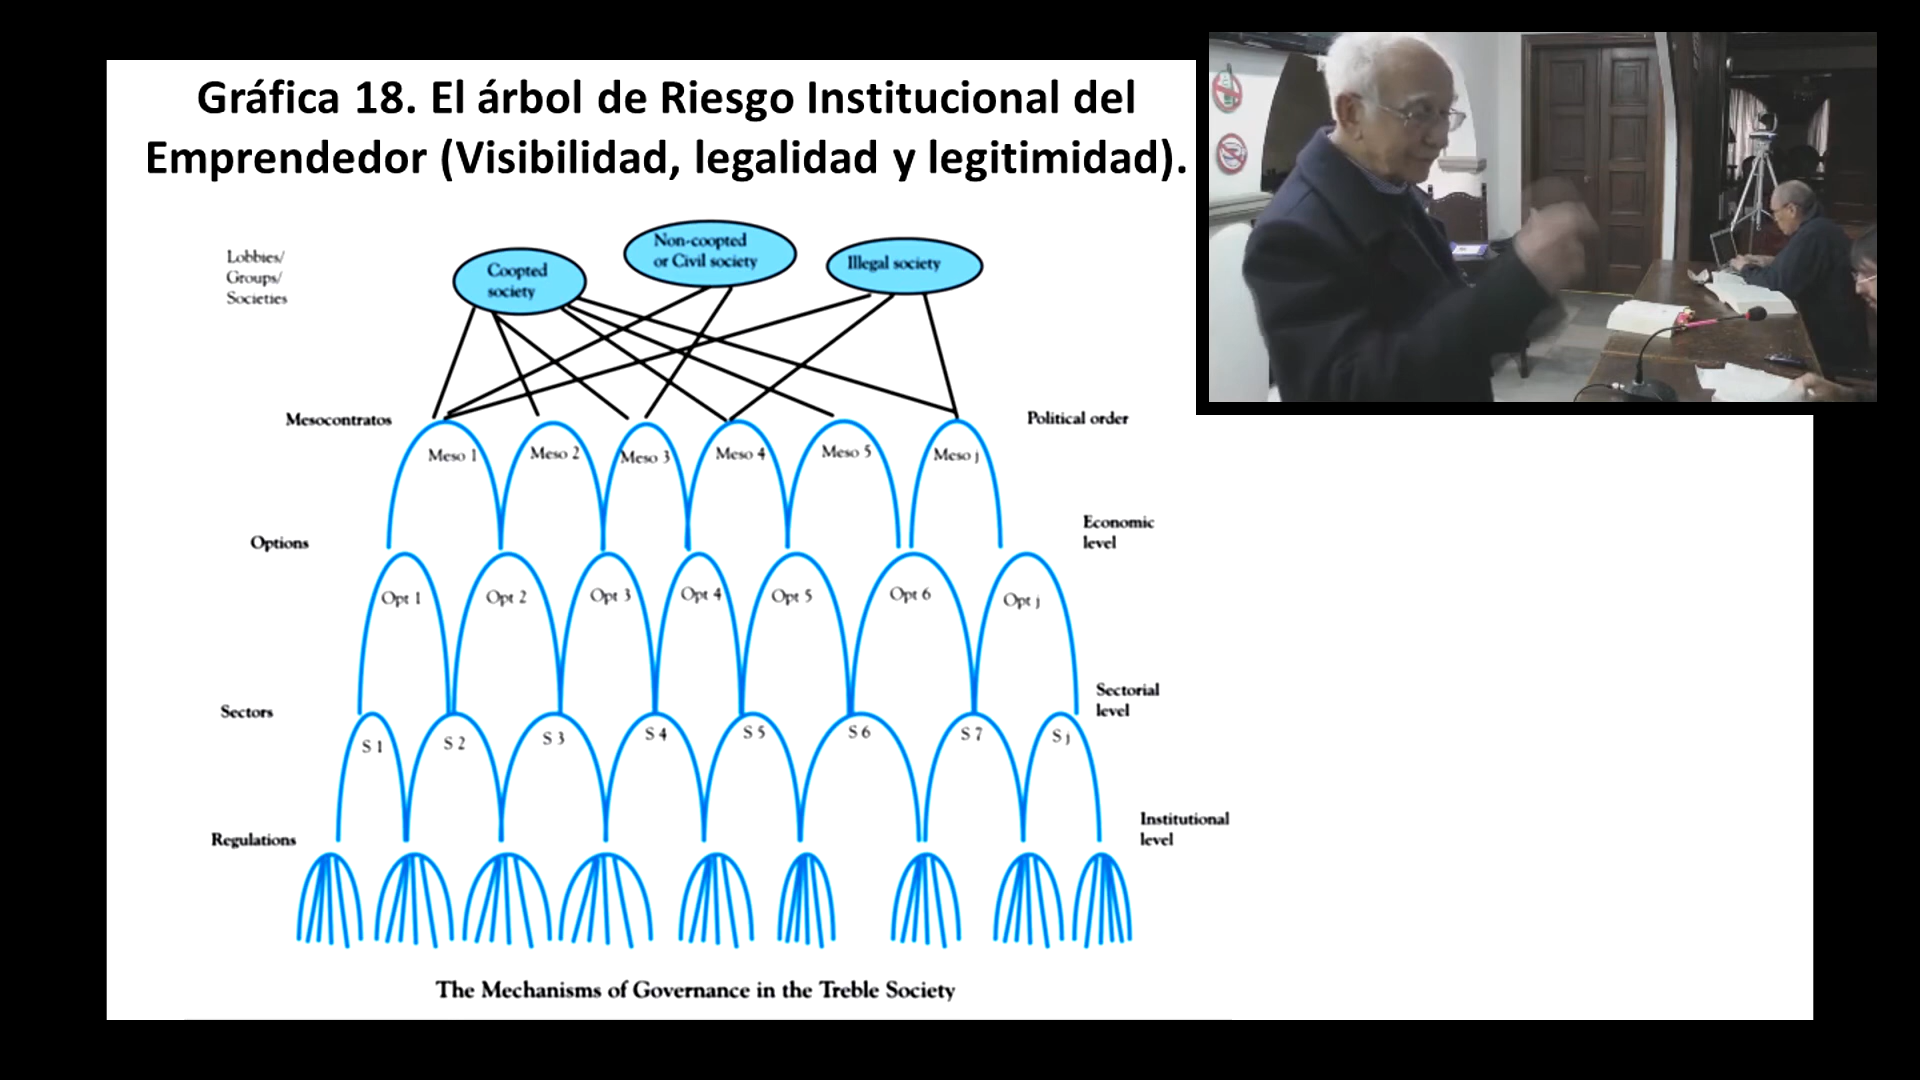 Gráfica 18. El árbol de Riesgo Institucional del
Emprendedor (Visibilidad, legalidad y legitimidad).
Lobbies/
Groups/
Societies
Coopted
society
Non-coopted
or Civil society
Illegal society
Mesocontratos
Political order
Meso 1
Meso 2
Meso 3
Meso 4
Meso 5
Meso j
Options
Economic
level
Opt 1
Opt 2
Opt 3
Opt 4
Opt 5
Opt 6
Opt j
Sectors
Sectorial
level
S 1
S 2
S 3
S 4
S 5
S 6
S 7
S j
Regulations
Institutional
level
The Mechanisms of Governance in the Treble Society